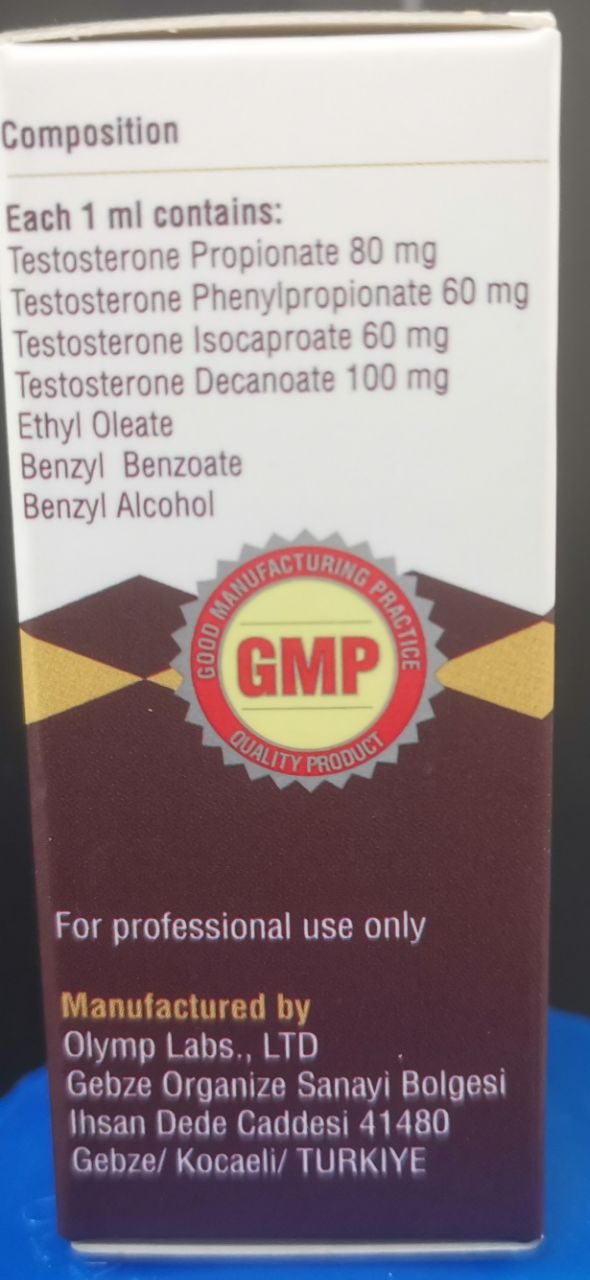 Composition
Each 1 ml contains:
Testosterone Propionate 80 mg
Testosterone Phenylpropionate 60 mg
Testosterone Isocaproate 60 mg
Testosterone Decanoate 100 mg
Ethyl Oleate
Benzyl Benzoate
Benzyl Alcohol
GOOD MANUFACTURING PRACTICE
GMP
QUALITY PRODUCT
For professional use only
Manufactured by
Olymp Labs., LTD
Gebze Organize Sanayi Bolgesi
Ihsan Dede Caddesi 41480
Gebze/ Kocaeli/ TURKIYE